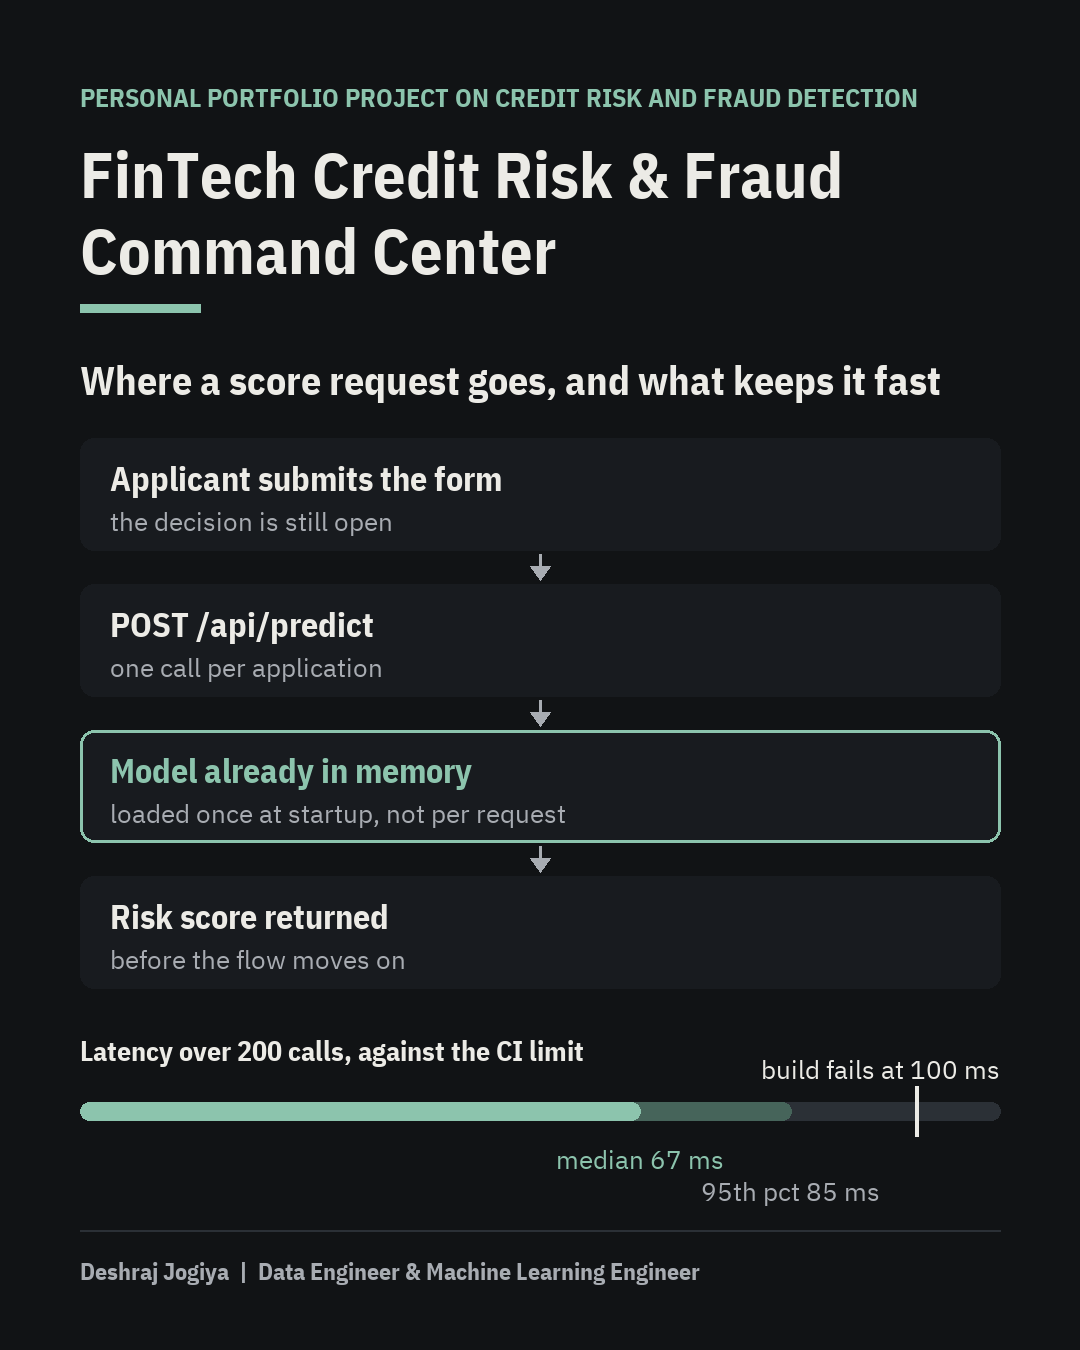 PERSONAL PORTFOLIO PROJECT ON CREDIT RISK AND FRAUD DETECTION
FinTech Credit Risk & Fraud
Command Center
Where a score request goes, and what keeps it fast
Applicant submits the form
the decision is still open
POST /api/predict
one call per application
Model already in memory
loaded once at startup, not per request
Risk score returned
before the flow moves on
Latency over 200 calls, against the CI limit
build fails at 100 ms
median 67 ms
95th pct 85 ms
Deshraj Jogiya | Data Engineer & Machine Learning Engineer